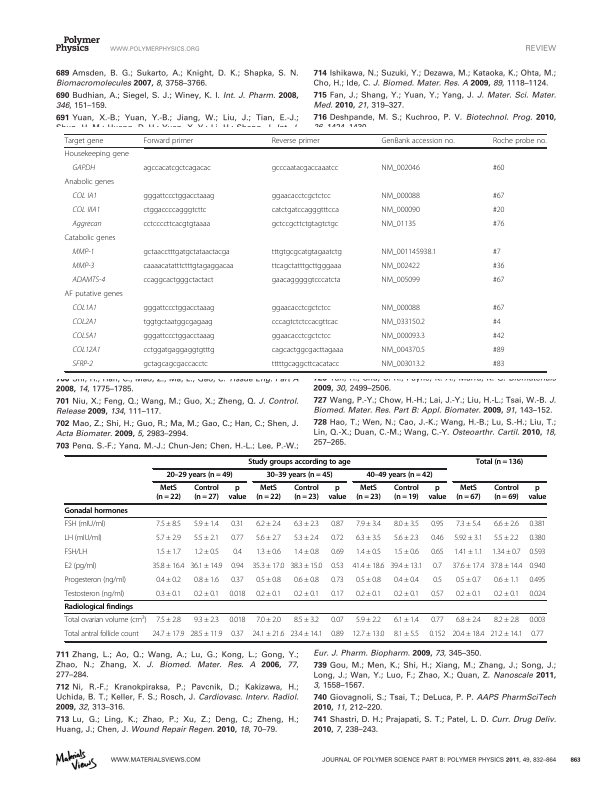 Polymer
Physics WWW.POLYMERPHYSICS.ORG REVIEW
689 Amsden, B. G.; Sukarto, A.; Knight, D. K.; Shapka, S. N.
Biomacromolecules 2007, 8, 3758–3766.
690 Budhian, A.; Siegel, S. J.; Winey, K. I. Int. J. Pharm. 2008,
346, 151–159.
691 Yuan, X.-B.; Yuan, Y.-B.; Jiang, W.; Liu, J.; Tian, E.-J.;
714 Ishikawa, N.; Suzuki, Y.; Dezawa, M.; Kataoka, K.; Ohta, M.;
Cho, H.; Ide, C. J. Biomed. Mater. Res. A 2009, 89, 1118–1124.
715 Fan, J.; Shang, Y.; Yuan, Y.; Yang, J. J. Mater. Sci. Mater.
Med. 2010, 21, 319–327.
716 Deshpande, M. S.; Kuchroo, P. V. Biotechnol. Prog. 2010,
Target gene Forward primer Reverse primer GenBank accession no. Roche probe no.
Housekeeping gene
GAPDH agccacatcgctcagacac gcccaatacgaccaaatcc NM_002046 #60
Anabolic genes
COL IA1 gggattccctggacctaaag ggaacacctcgctctcc NM_000088 #67
COL IIIA1 ctggaccccagggtcttc catctgatccagggtttcca NM_000090 #20
Aggrecan cctccccttcacgtgtaaaa gctccgcttctgtagtctgc NM_01135 #76
Catabolic genes
MMP-1 gctaacctttgatgctataactacga tttgtgcgcatgtagaatctg NM_001145938.1 #7
MMP-3 caaaacatatttctttgtagaggacaa ttcagctatttgcttgggaaa NM_002422 #36
ADAMTS-4 ccaggcactgggctactact gaacagggggtcccatcta NM_005099 #67
AF putative genes
COL1A1 gggattccctggacctaaag ggaacacctcgctctcc NM_000088 #67
COL2A1 tggtgctaatggcgagaag cccagtctctccacgttcac NM_033150.2 #4
COL5A1 gggattccctggacctaaag ggaacacctcgctctcc NM_000093.3 #42
COL12A1 cctggatgaggaggtgtttg cagcactggcgacttagaaa NM_004370.5 #89
SFRP-2 gctagcagcgaccacctc tttttgcaggcttcacatacc NM_003013.2 #83
2008, 14, 1775–1785.
701 Niu, X.; Feng, Q.; Wang, M.; Guo, X.; Zheng, Q. J. Control.
Release 2009, 134, 111–117.
702 Mao, Z.; Shi, H.; Guo, R.; Ma, M.; Gao, C.; Han, C.; Shen, J.
Acta Biomater. 2009, 5, 2983–2994.
703 Peng, S.-F.; Yang, M.-J.; Chun-Jen; Chen, H.-L.; Lee, P.-W.;
2009, 30, 2499–2506.
727 Wang, P.-Y.; Chow, H.-H.; Lai, J.-Y.; Liu, H.-L.; Tsai, W.-B. J.
Biomed. Mater. Res. Part B: Appl. Biomater. 2009, 91, 143–152.
728 Hao, T.; Wen, N.; Cao, J.-K.; Wang, H.-B.; Lu, S.-H.; Liu, T.;
Lin, Q.-X.; Duan, C.-M.; Wang, C.-Y. Osteoarthr. Cartil. 2010, 18,
257–265.
Study groups according to age Total (n = 136)
20–29 years (n = 49) 30–39 years (n = 45) 40–49 years (n = 42)
MetS (n = 22) Control (n = 27) p value MetS (n = 22) Control (n = 23) p value MetS (n = 23) Control (n = 19) p value MetS (n = 67) Control (n = 69) p value
Gonadal hormones
FSH (mIU/ml) 7.5 ± 8.5 5.9 ± 1.4 0.31 6.2 ± 2.4 6.3 ± 2.3 0.87 7.9 ± 3.4 8.0 ± 3.5 0.95 7.3 ± 5.4 6.6 ± 2.6 0.381
LH (mIU/ml) 5.7 ± 2.9 5.5 ± 2.1 0.77 5.6 ± 2.7 5.3 ± 2.4 0.72 6.3 ± 3.5 5.6 ± 2.3 0.46 5.92 ± 3.1 5.5 ± 2.2 0.380
FSH/LH 1.5 ± 1.7 1.2 ± 0.5 0.4 1.3 ± 0.6 1.4 ± 0.8 0.69 1.4 ± 0.5 1.5 ± 0.6 0.65 1.41 ± 1.1 1.34 ± 0.7 0.593
E2 (pg/ml) 35.8 ± 16.4 36.1 ± 14.9 0.94 35.3 ± 17.0 38.3 ± 15.0 0.53 41.4 ± 18.6 39.4 ± 13.1 0.7 37.6 ± 17.4 37.8 ± 14.4 0.940
Progesteron (ng/ml) 0.4 ± 0.2 0.8 ± 1.6 0.37 0.5 ± 0.8 0.6 ± 0.8 0.73 0.5 ± 0.8 0.4 ± 0.4 0.5 0.5 ± 0.7 0.6 ± 1.1 0.495
Testosteron (ng/ml) 0.3 ± 0.1 0.2 ± 0.1 0.018 0.2 ± 0.1 0.2 ± 0.1 0.17 0.2 ± 0.1 0.2 ± 0.1 0.57 0.2 ± 0.1 0.2 ± 0.1 0.024
Radiological findings
Total ovarian volume (cm³) 7.5 ± 2.8 9.3 ± 2.3 0.018 7.0 ± 2.0 8.5 ± 3.2 0.07 5.9 ± 2.2 6.1 ± 1.4 0.77 6.8 ± 2.4 8.2 ± 2.8 0.003
Total antral follicle count 24.7 ± 17.9 28.5 ± 11.9 0.37 24.1 ± 21.6 23.4 ± 14.1 0.89 12.7 ± 13.0 8.1 ± 5.5 0.152 20.4 ± 18.4 21.2 ± 14.1 0.77
711 Zhang, L.; Ao, Q.; Wang, A.; Lu, G.; Kong, L.; Gong, Y.;
Zhao, N.; Zhang, X. J. Biomed. Mater. Res. A 2006, 77,
277–284.
712 Ni, R.-F.; Kranokpiraksa, P.; Pavcnik, D.; Kakizawa, H.;
Uchida, B. T.; Keller, F. S.; Rosch, J. Cardiovasc. Interv. Radiol.
2009, 32, 313–316.
713 Lu, G.; Ling, K.; Zhao, P.; Xu, Z.; Deng, C.; Zheng, H.;
Huang, J.; Chen, J. Wound Repair Regen. 2010, 18, 70–79.
Eur. J. Pharm. Biopharm. 2009, 73, 345–350.
739 Gou, M.; Men, K.; Shi, H.; Xiang, M.; Zhang, J.; Song, J.;
Long, J.; Wan, Y.; Luo, F.; Zhao, X.; Quan, Z. Nanoscale 2011,
3, 1558–1567.
740 Giovagnoli, S.; Tsai, T.; DeLuca, P. P. AAPS PharmSciTech
2010, 11, 212–220.
741 Shastri, D. H.; Prajapati, S. T.; Patel, L. D. Curr. Drug Deliv.
2010, 7, 238–243.
Materials
Views WWW.MATERIALSVIEWS.COM JOURNAL OF POLYMER SCIENCE PART B: POLYMER PHYSICS 2011, 49, 832–864 863